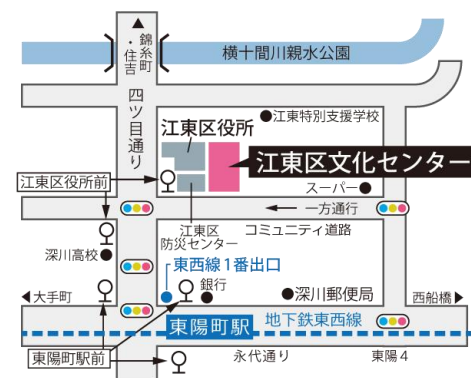 錦糸町
・住吉
横十間川親水公園
四ツ目通り
江東特別支援学校
江東区役所
江東区文化センター
江東区役所前
スーパー
一方通行
江東区
防災センター
コミュニティ道路
深川高校
東西線1番出口
銀行
大手町
深川郵便局
西船橋
東陽町駅
地下鉄東西線
東陽町駅前
永代通り
東陽4